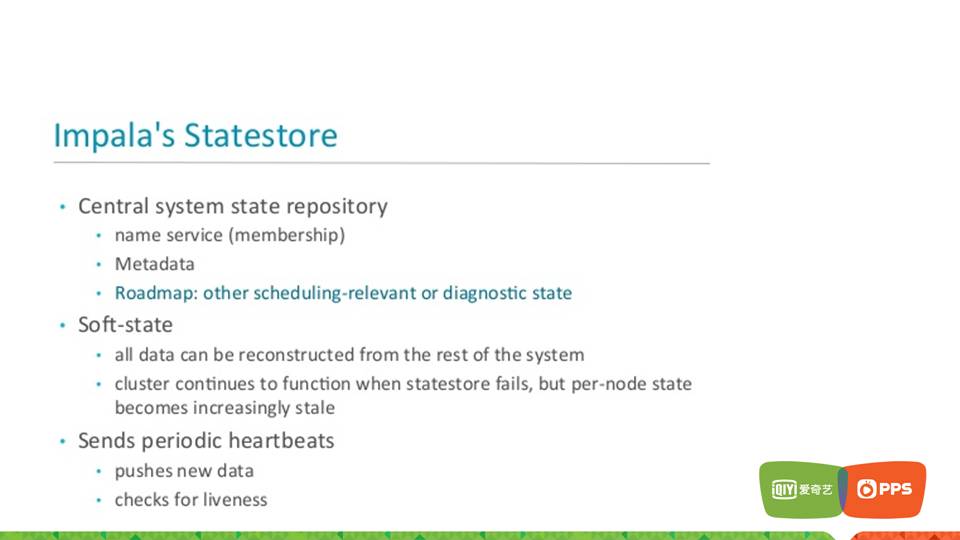 Impala's Statestore
• Central system state repository
• name service (membership)
• Metadata
• Roadmap: other scheduling-relevant or diagnostic state
• Soft-state
• all data can be reconstructed from the rest of the system
• cluster continues to function when statestore fails, but per-node state
becomes increasingly stale
• Sends periodic heartbeats
• pushes new data
• checks for liveness
iQIYI 爱奇艺
PPS